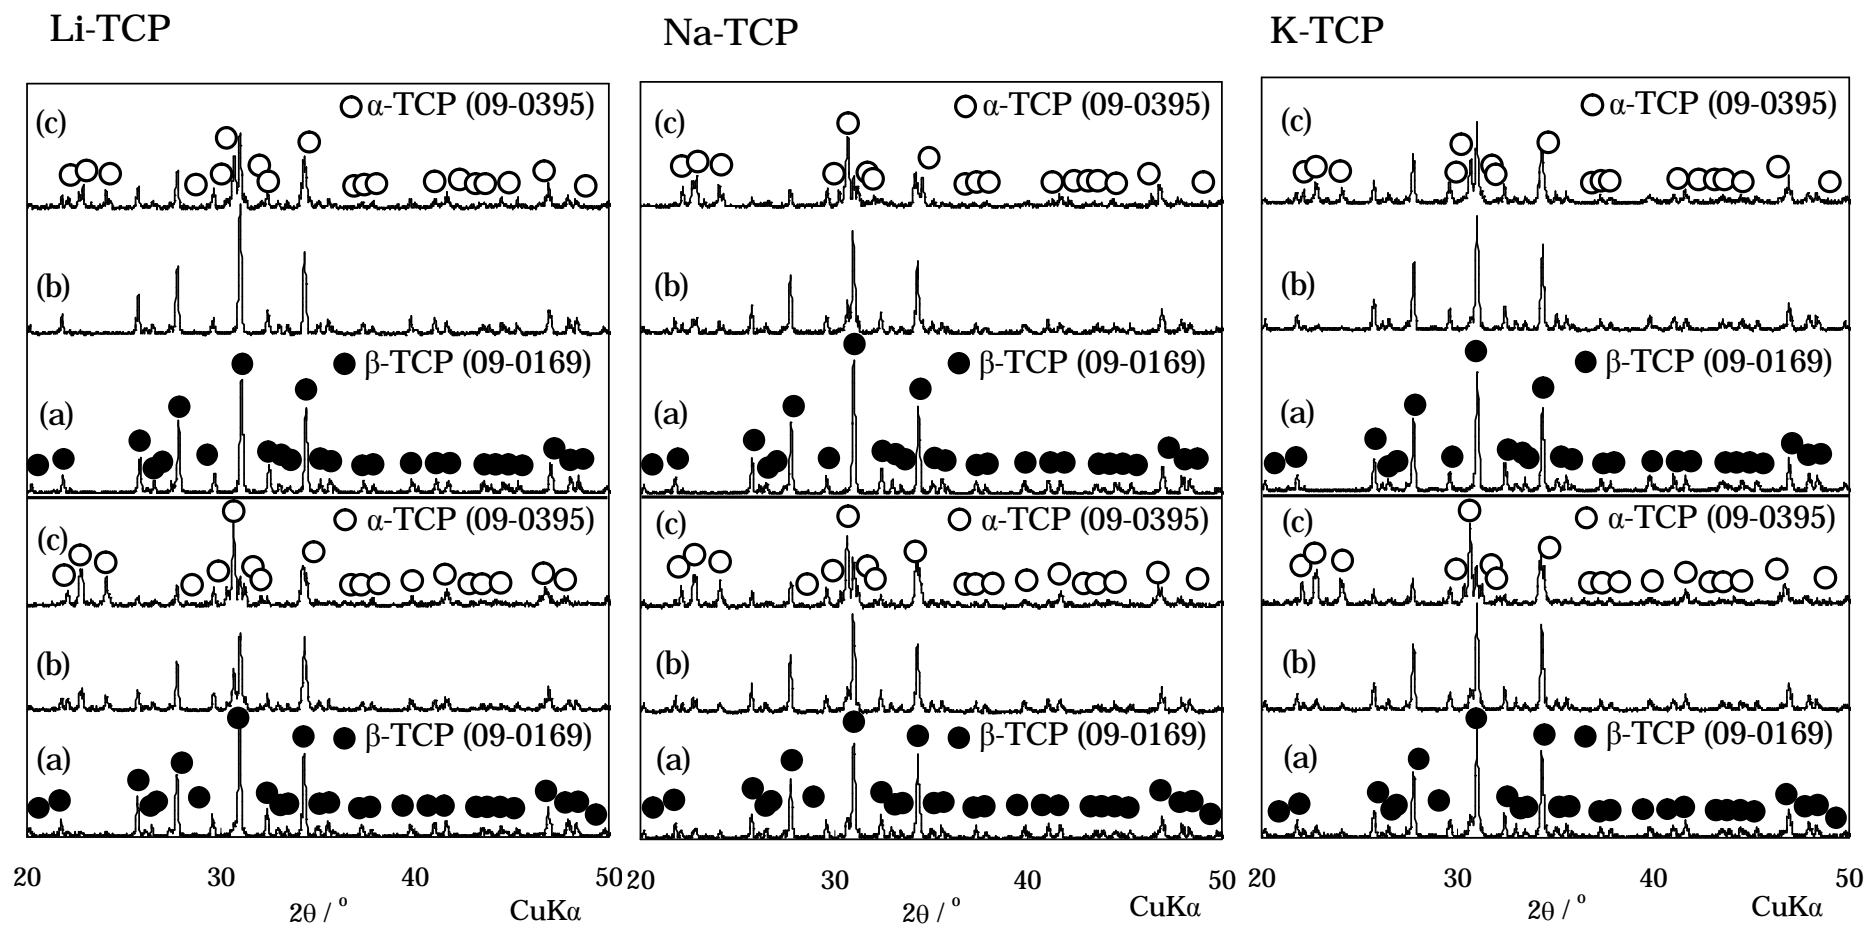 Li-TCP
Na-TCP
K-TCP
(c)
α-TCP (09-0395)
(b)
β-TCP (09-0169)
(a)
(c)
α-TCP (09-0395)
(b)
β-TCP (09-0169)
(a)
(c)
α-TCP (09-0395)
(b)
β-TCP (09-0169)
(a)
(c)
α-TCP (09-0395)
(b)
β-TCP (09-0169)
(a)
(c)
α-TCP (09-0395)
(b)
β-TCP (09-0169)
(a)
(c)
α-TCP (09-0395)
(b)
β-TCP (09-0169)
(a)
20 30 40 50
20 30 40 50
20 30 40 50
2θ / ° CuKα
2θ / ° CuKα
2θ / ° CuKα